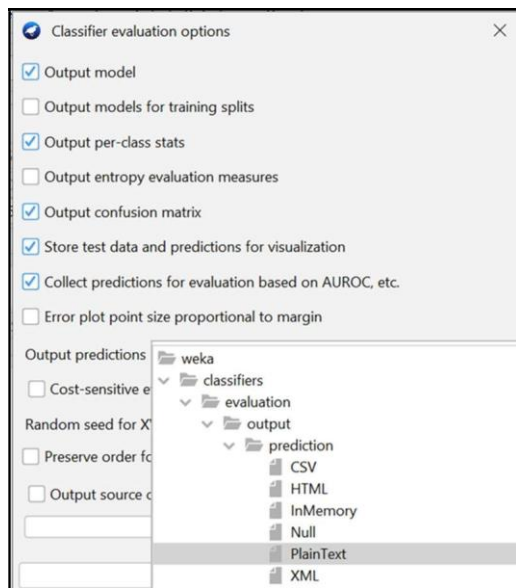 Classifier evaluation options
Output model
Output models for training splits
Output per-class stats
Output entropy evaluation measures
Output confusion matrix
Store test data and predictions for visualization
Collect predictions for evaluation based on AUROC, etc.
Error plot point size proportional to margin
Output predictions
weka
classifiers
Cost-sensitive e
evaluation
Random seed for X
output
Preserve order fo
prediction
CSV
Output source
HTML
InMemory
Null
PlainText
XML